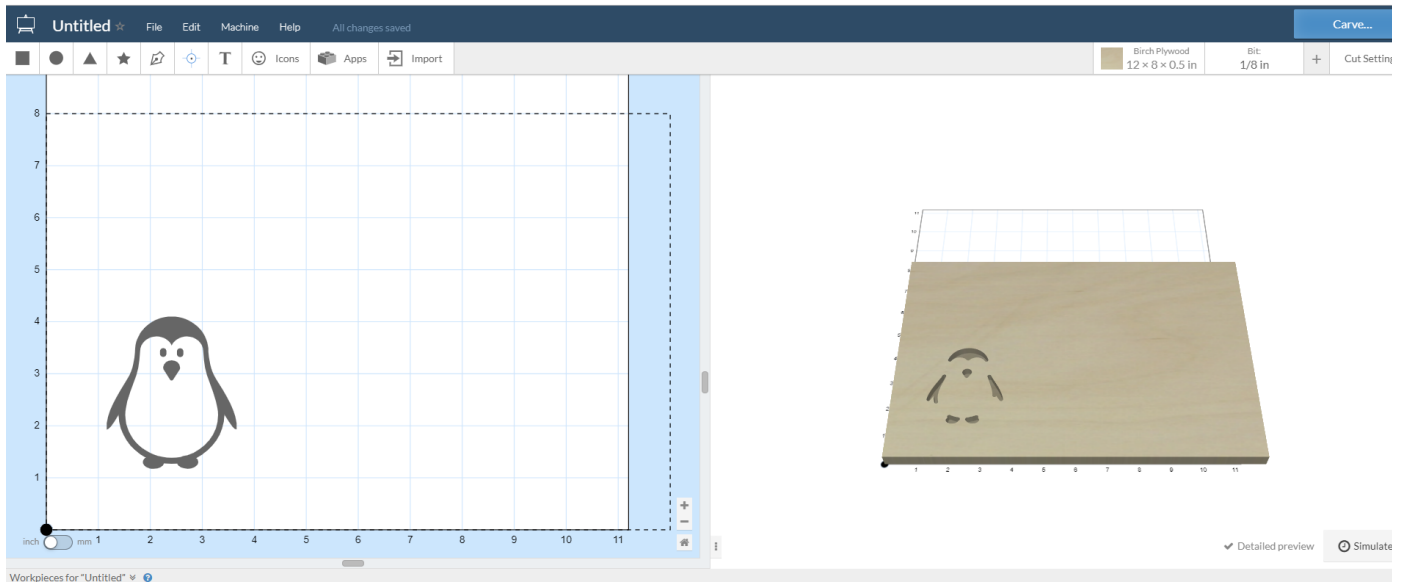 Untitled File Edit Machine Help All changes saved Carve...
T Icons Apps Import Birch Plywood 12 × 8 × 0.5 in Bit: 1/8 in + Cut Setting
8
7
6
5
4
3
2
1
inch mm 1 2 3 4 5 6 7 8 9 10 11
+
−
11
10
9
1 2 3 4 5 6 7 8 9 10 11
Detailed preview Simulate
Workpieces for "Untitled" ?